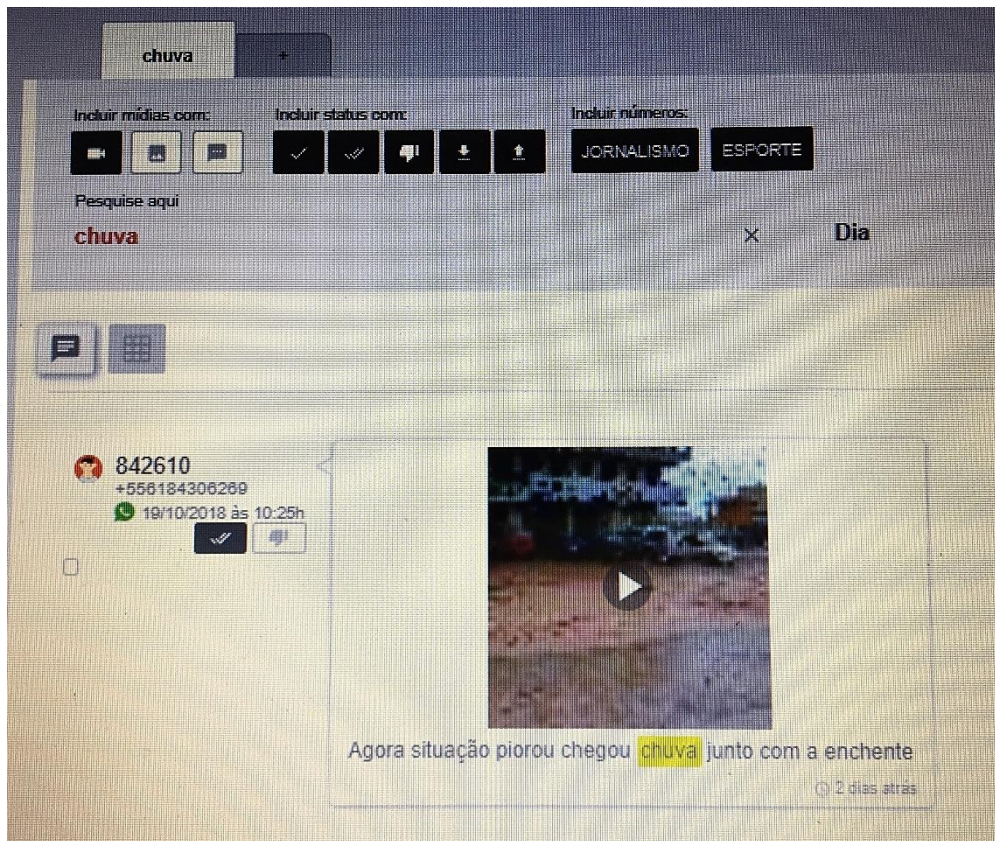 chuva +
Incluir mídias com: Incluir status com: Incluir números:
JORNALISMO ESPORTE
Pesquise aqui
chuva × Dia
842610
+556184306269
19/10/2018 às 10:25h
Agora situação piorou chegou chuva junto com a enchente
2 dias atrás